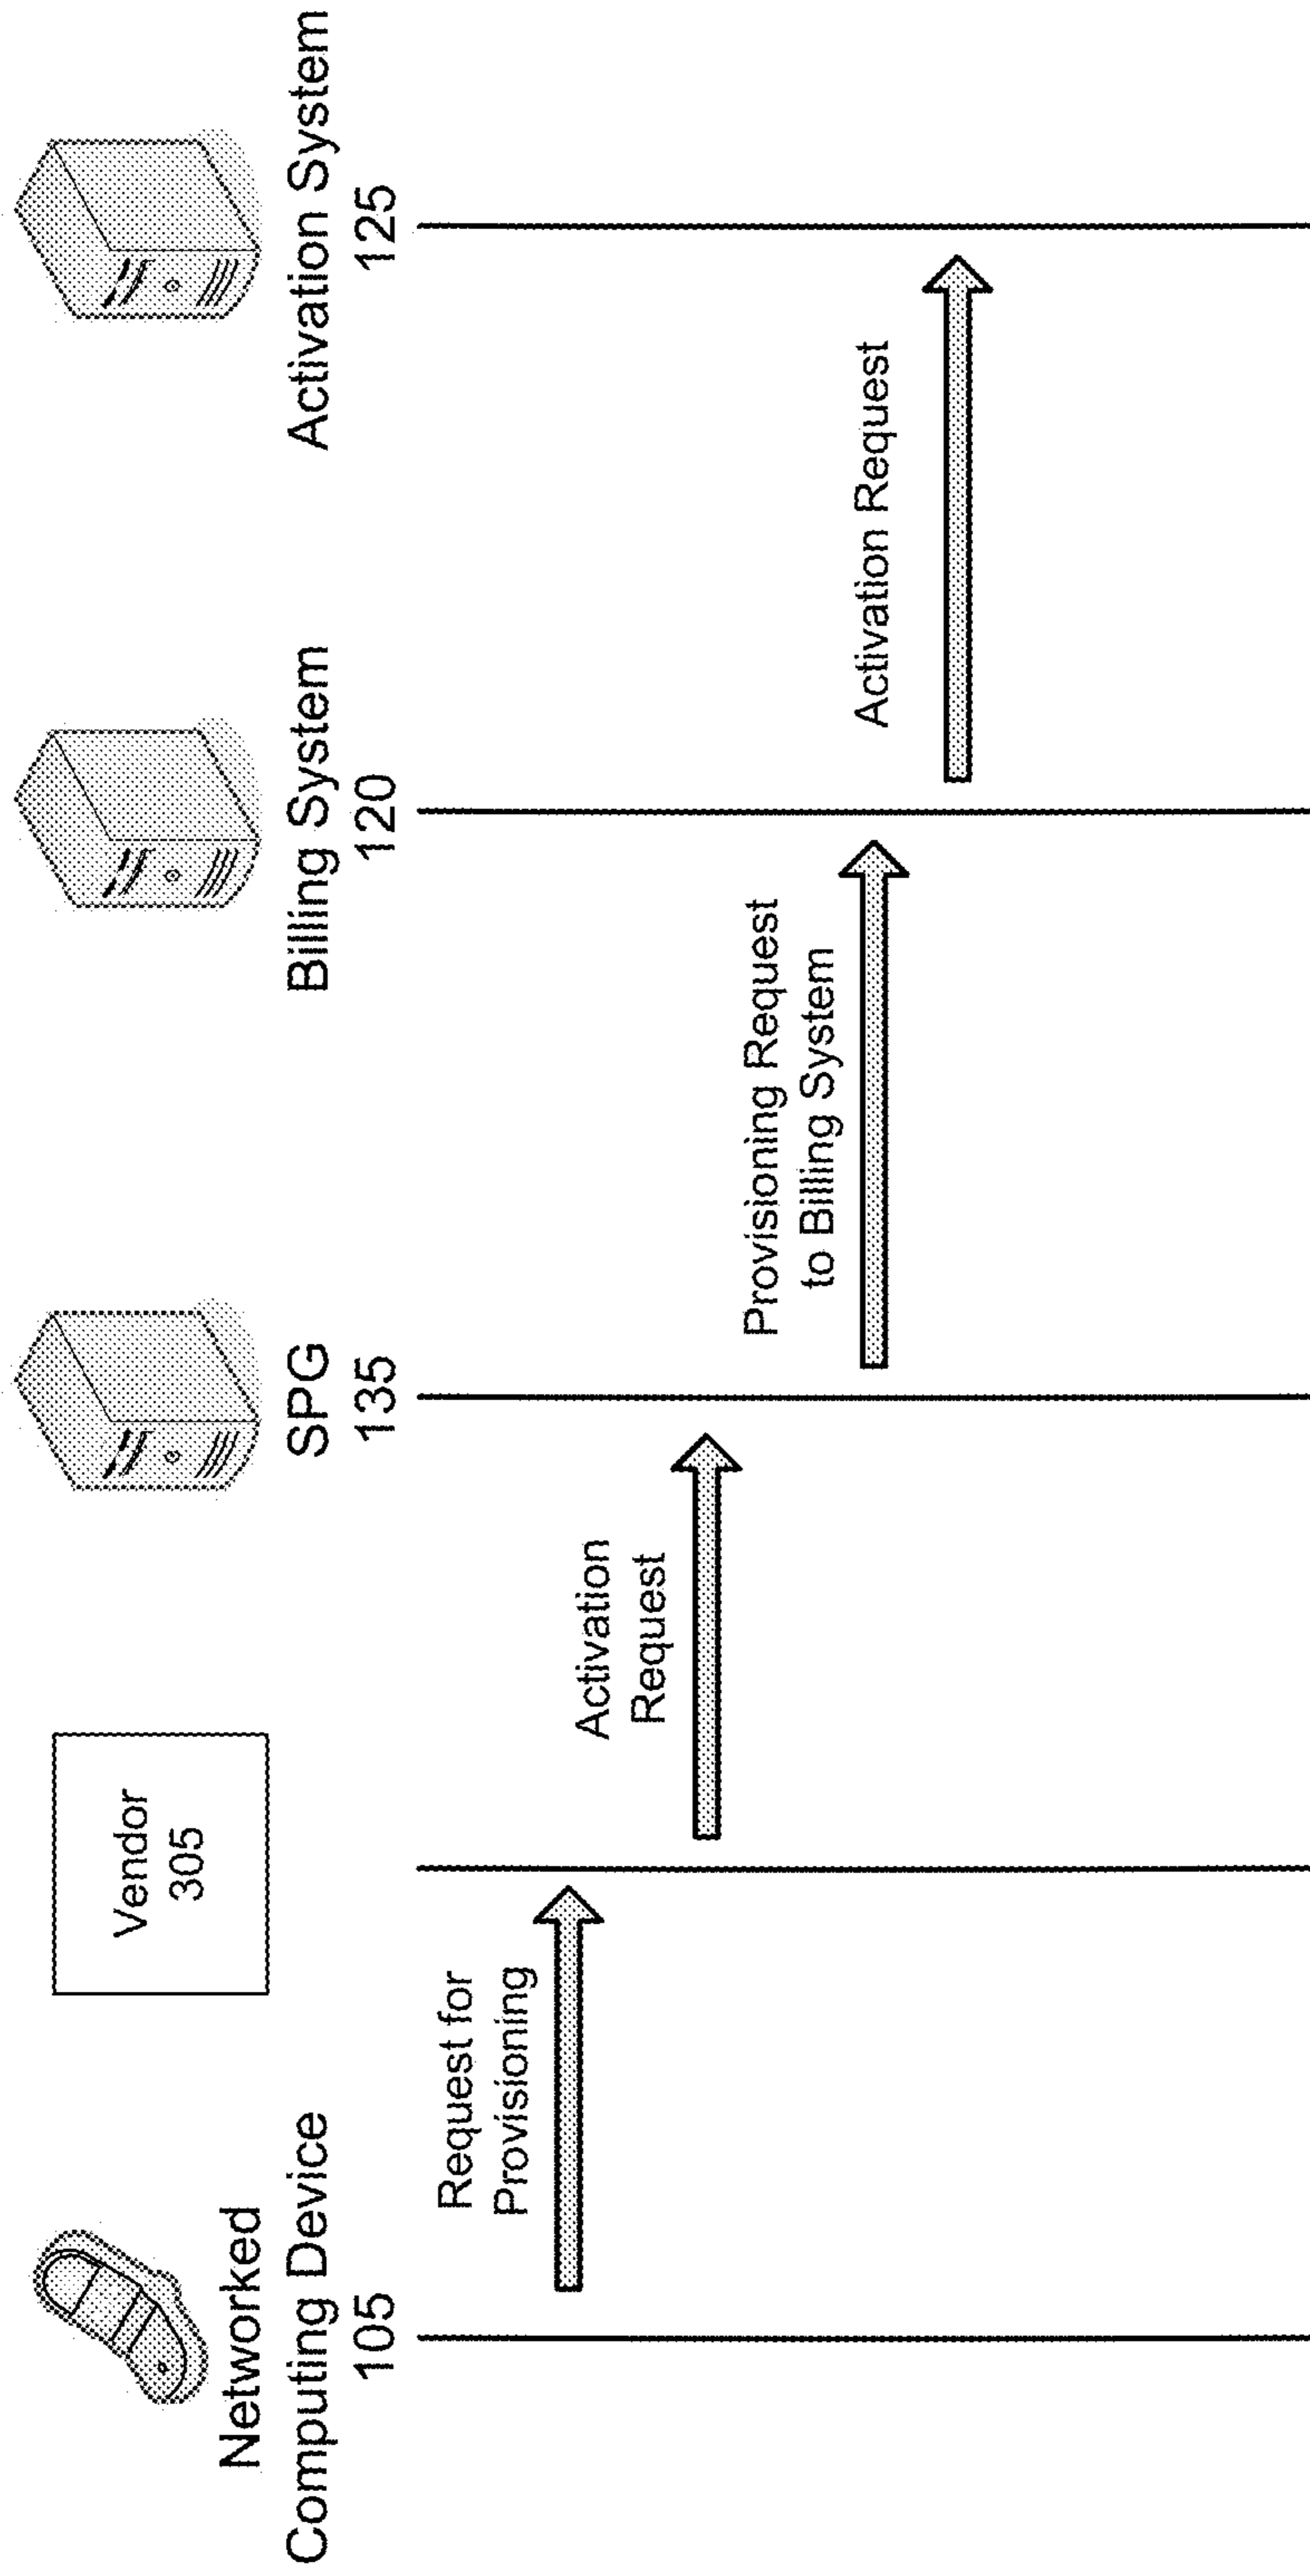 Networked
Computing Device
105
Vendor
305
SPG
135
Billing System
120
Activation System
125
Request for
Provisioning
Activation
Request
Provisioning Request
to Billing System
Activation Request